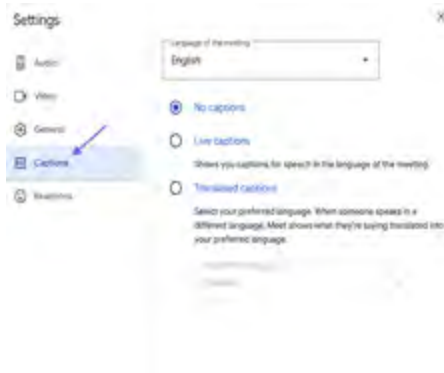 Settings
Audio
Video
General
Captions
Reactions
Language of the meeting
English
No captions
Live captions
Shows you captions for speech in the language of the meeting
Translated captions
Select your preferred language. When someone speaks in a
different language, Meet shows what they're saying translated into
your preferred language.